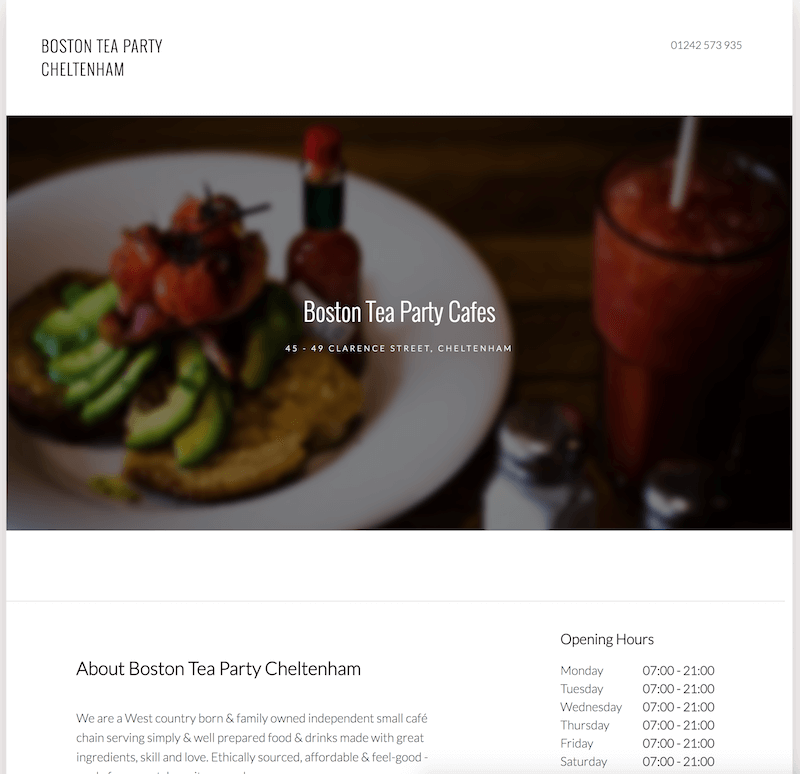 BOSTON TEA PARTY
CHELTENHAM
01242 573 935
Boston Tea Party Cafes
45 - 49 CLARENCE STREET, CHELTENHAM
About Boston Tea Party Cheltenham
We are a West country born & family owned independent small café
chain serving simply & well prepared food & drinks made with great
ingredients, skill and love. Ethically sourced, affordable & feel-good -
Opening Hours
Monday 07:00 - 21:00
Tuesday 07:00 - 21:00
Wednesday 07:00 - 21:00
Thursday 07:00 - 21:00
Friday 07:00 - 21:00
Saturday 07:00 - 21:00